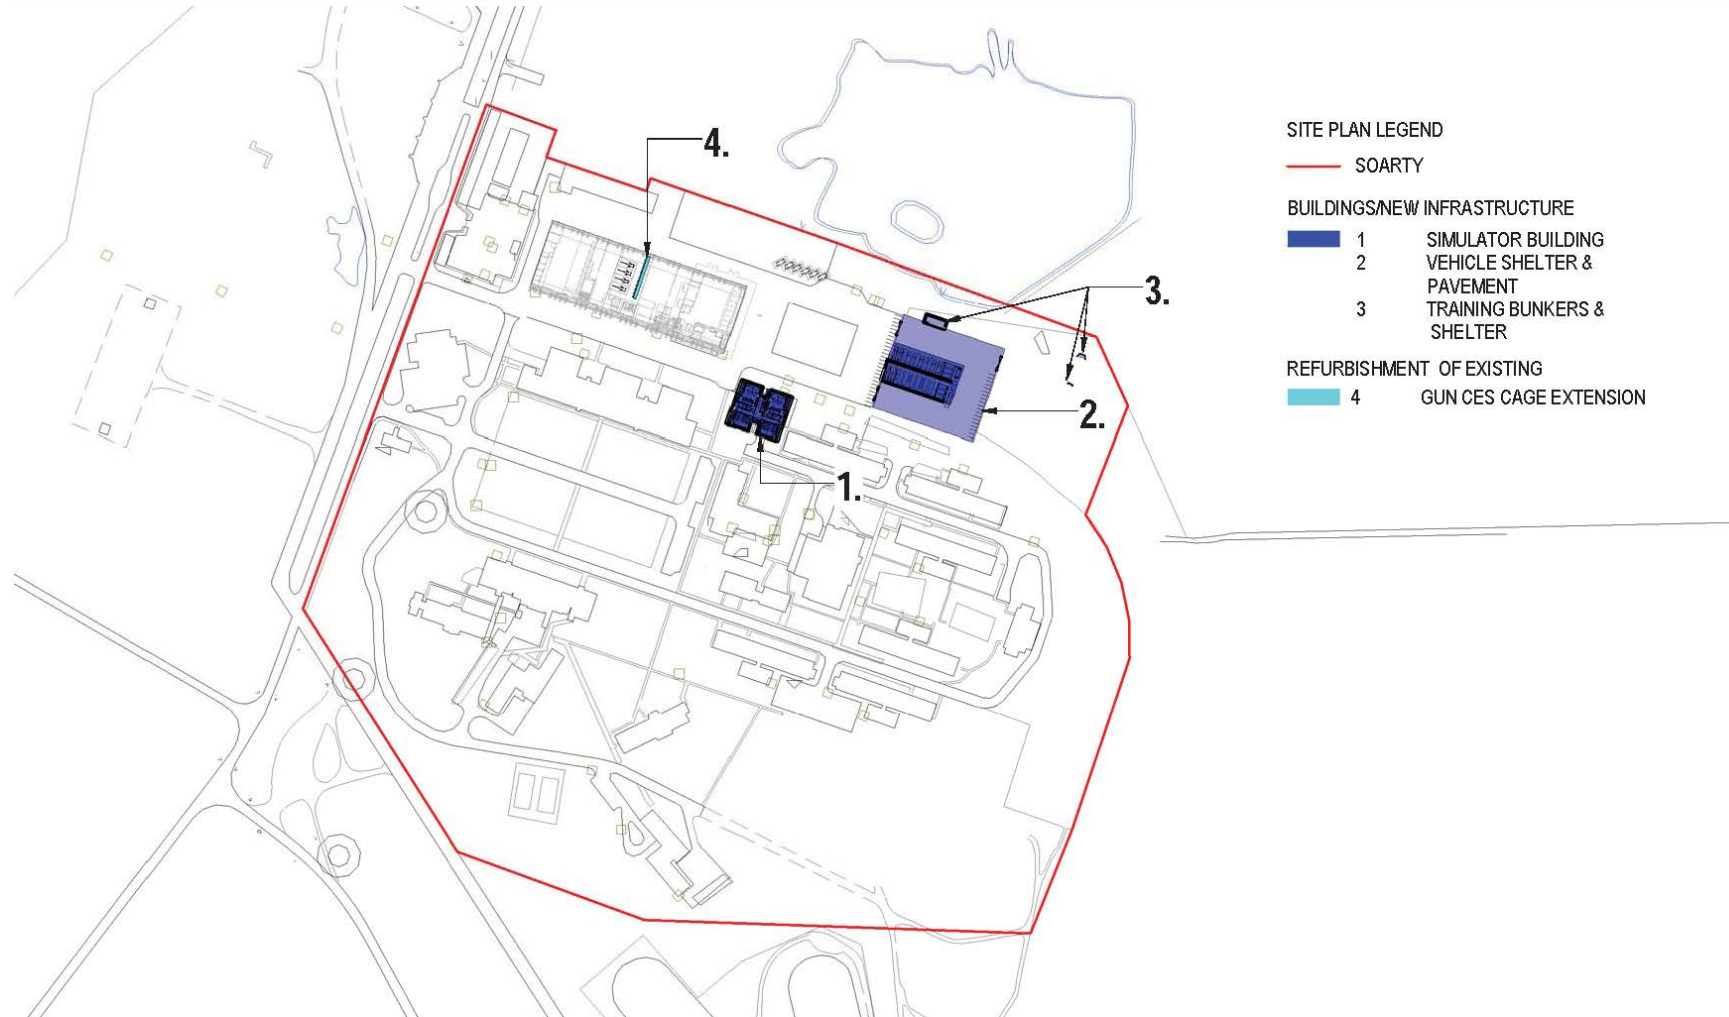 4.
3.
2.
1.
SITE PLAN LEGEND
SOARTY
BUILDINGS/NEW INFRASTRUCTURE
1 SIMULATOR BUILDING
2 VEHICLE SHELTER &
PAVEMENT
3 TRAINING BUNKERS &
SHELTER
REFURBISHMENT OF EXISTING
4 GUN CES CAGE EXTENSION